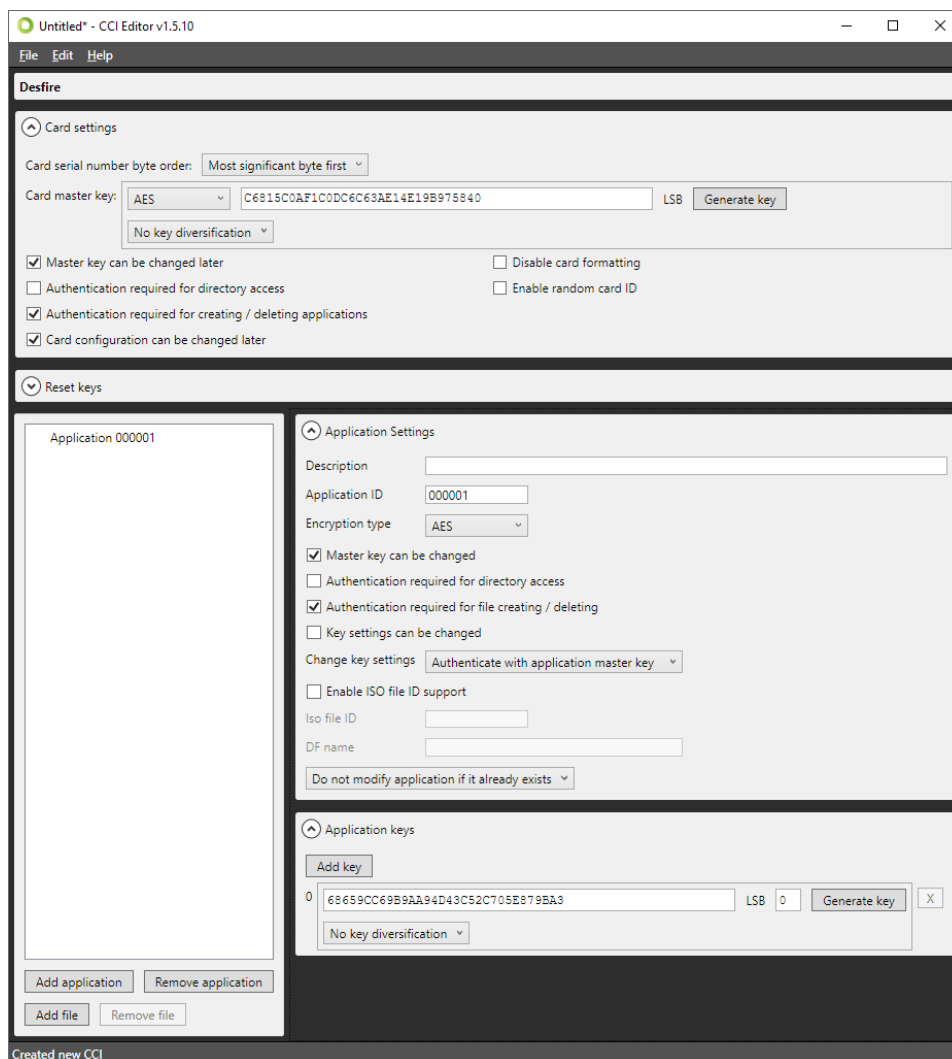 Untitled* - CCI Editor v1.5.10
File Edit Help
Desfire
Card settings
Card serial number byte order: Most significant byte first
Card master key: AES C6815C0AF1C0DC6C63AE14E19B975840 LSB Generate key
No key diversification
Master key can be changed later Disable card formatting
Authentication required for directory access Enable random card ID
Authentication required for creating / deleting applications
Card configuration can be changed later
Reset keys
Application 000001
Application Settings
Description
Application ID 000001
Encryption type AES
Master key can be changed
Authentication required for directory access
Authentication required for file creating / deleting
Key settings can be changed
Change key settings Authenticate with application master key
Enable ISO file ID support
Iso file ID
DF name
Do not modify application if it already exists
Application keys
Add key
0 68659CC69B9AA94D43C52C705E879BA3 LSB 0 Generate key X
No key diversification
Add application Remove application
Add file Remove file
Created new CCI